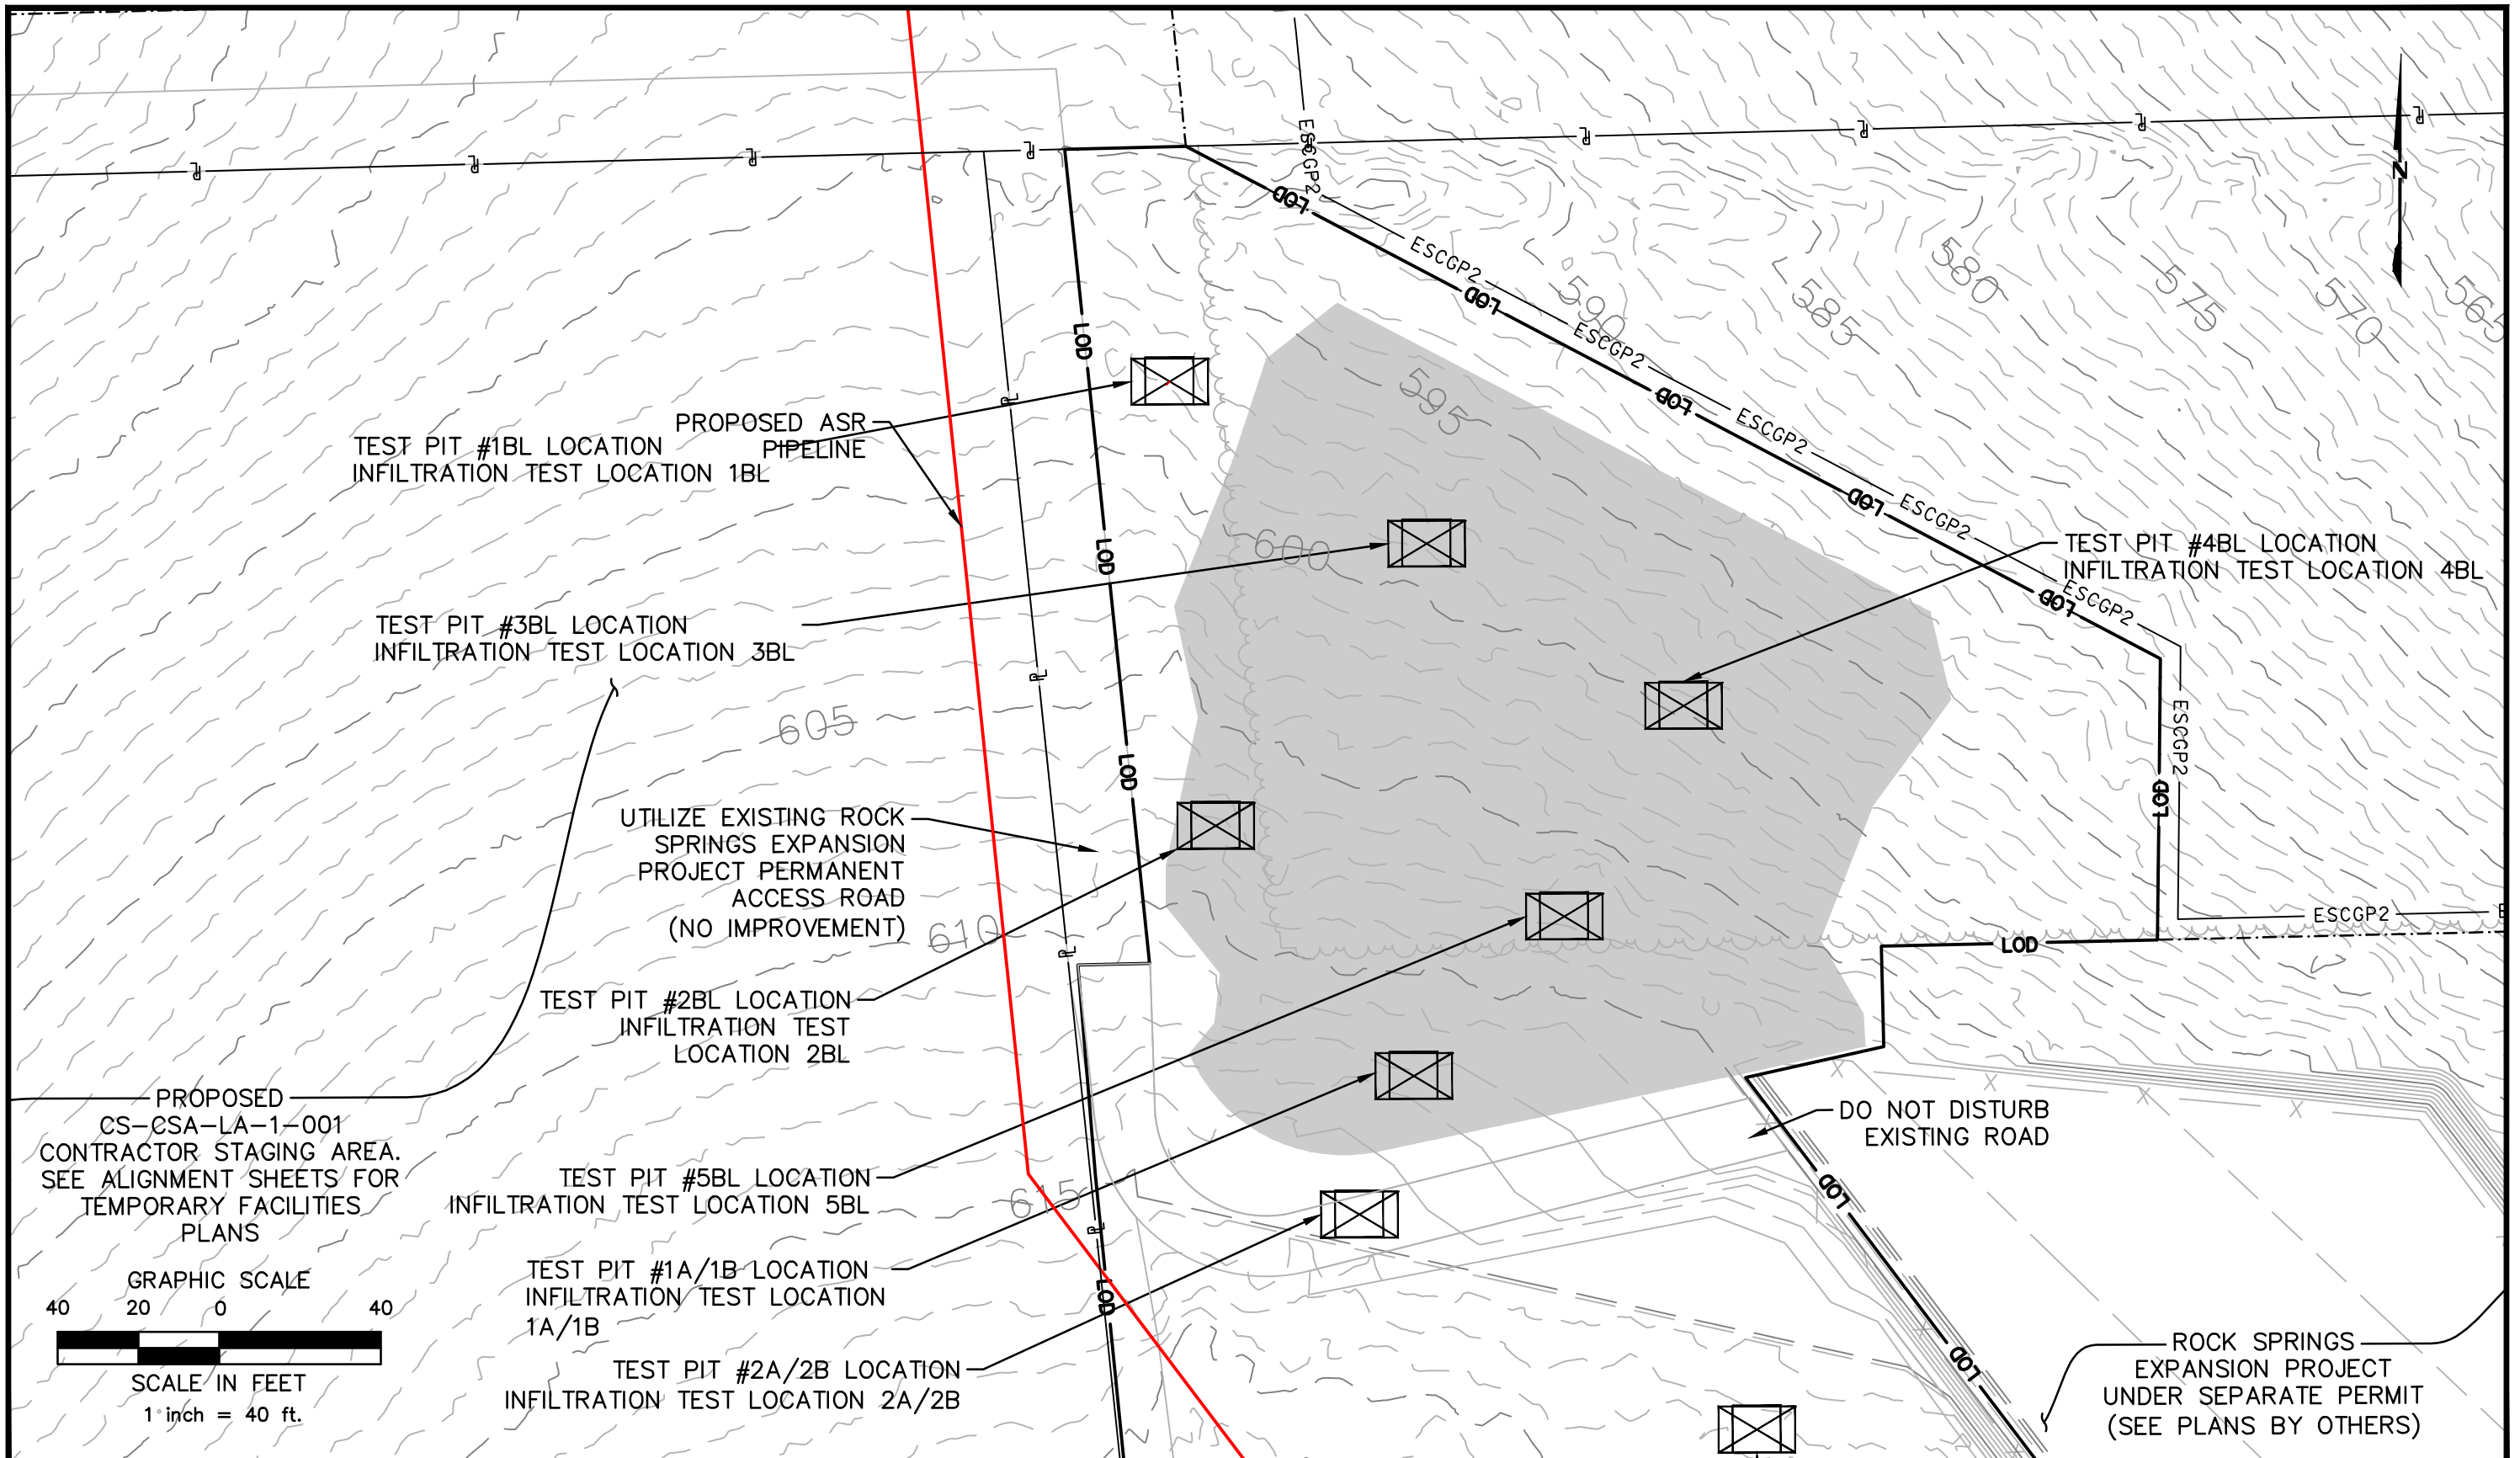 ESCGP2
LOD
ESCGP2
LOD
590
580
585
575
570
565
N
LOD
ESCGP2
595
LOD
ESCGP2
LOD
ESCGP2
LOD
ESCGP2
LOD
ESCGP2
LOD
LOD
ESCGP2
LOD
ESCGP2
PROPOSED ASR
PIPELINE
TEST PIT #1BL LOCATION
INFILTRATION TEST LOCATION 1BL
600
TEST PIT #4BL LOCATION
INFILTRATION TEST LOCATION 4BL
TEST PIT #3BL LOCATION
INFILTRATION TEST LOCATION 3BL
605
UTILIZE EXISTING ROCK
SPRINGS EXPANSION
PROJECT PERMANENT
ACCESS ROAD
(NO IMPROVEMENT)
610
TEST PIT #2BL LOCATION
INFILTRATION TEST
LOCATION 2BL
PROPOSED
CS-CSA-LA-1-001
CONTRACTOR STAGING AREA.
SEE ALIGNMENT SHEETS FOR
TEMPORARY FACILITIES
PLANS
TEST PIT #5BL LOCATION
INFILTRATION TEST LOCATION 5BL
615
DO NOT DISTURB
EXISTING ROAD
LOD
TEST PIT #1A/1B LOCATION
INFILTRATION TEST LOCATION
1A/1B
LOD
TEST PIT #2A/2B LOCATION
INFILTRATION TEST LOCATION 2A/2B
LOD
ROCK SPRINGS
EXPANSION PROJECT
UNDER SEPARATE PERMIT
(SEE PLANS BY OTHERS)
GRAPHIC SCALE
40 20 0 40
SCALE IN FEET
1 inch = 40 ft.